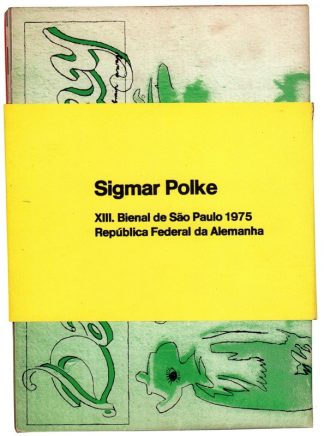 Sigmar Polke
XIII. Bienal de São Paulo 1975
República Federal da Alemanha